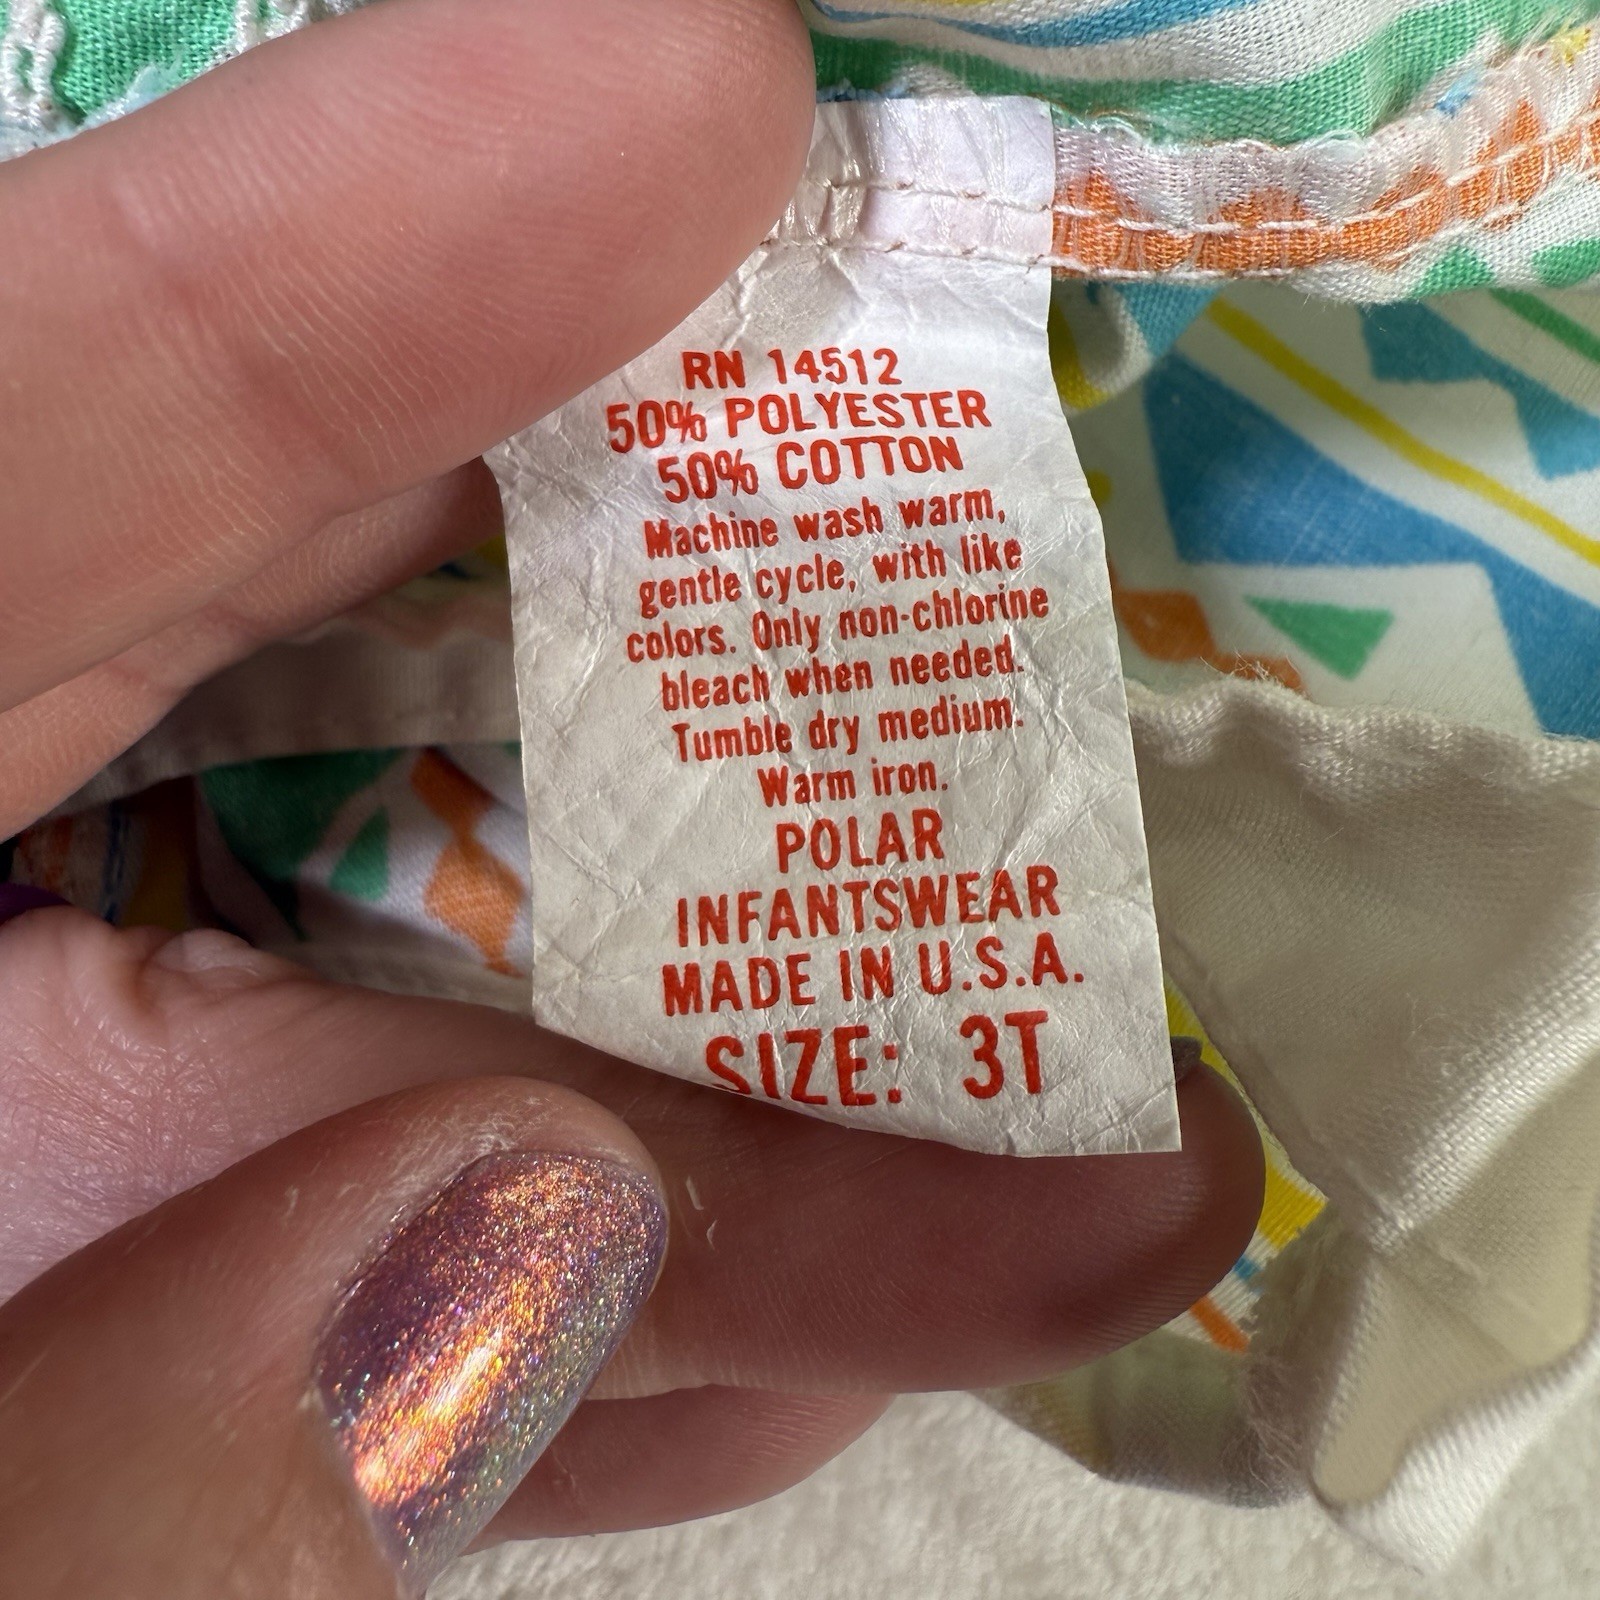 RN 14512
50% POLYESTER
50% COTTON
Machine wash warm,
gentle cycle, with like
colors. Only non-chlorine
bleach when needed.
Tumble dry medium.
Warm iron.
POLAR
INFANTSWEAR
MADE IN U.S.A.
SIZE: 3T